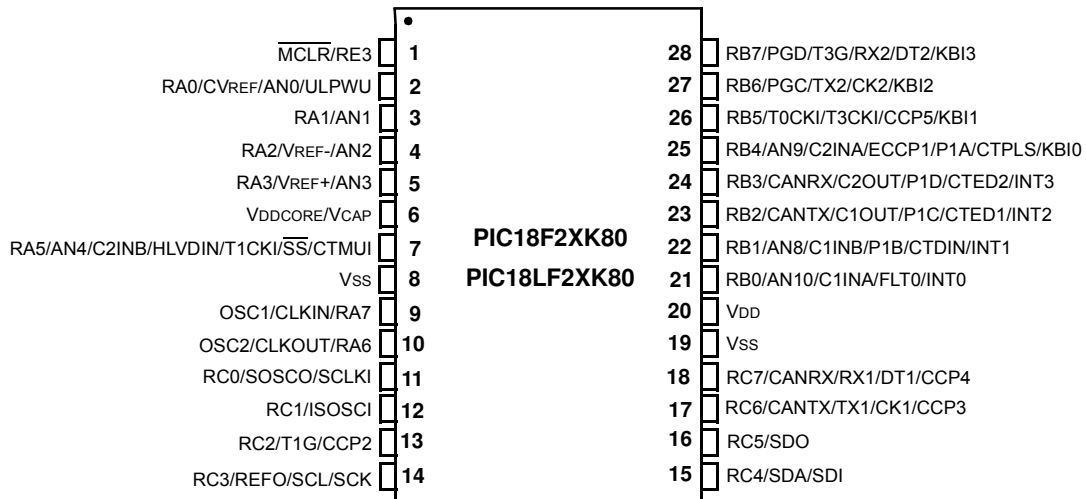 MCLR/RE3 1
RA0/CVREF/AN0/ULPWU 2
RA1/AN1 3
RA2/VREF-/AN2 4
RA3/VREF+/AN3 5
VDDCORE/VCAP 6
RA5/AN4/C2INB/HLVDIN/T1CKI/SS/CTMUI 7
VSS 8
OSC1/CLKIN/RA7 9
OSC2/CLKOUT/RA6 10
RC0/SOSCO/SCLKI 11
RC1/ISOSCI 12
RC2/T1G/CCP2 13
RC3/REFO/SCL/SCK 14
PIC18F2XK80
PIC18LF2XK80
28 RB7/PGD/T3G/RX2/DT2/KBI3
27 RB6/PGC/TX2/CK2/KBI2
26 RB5/T0CKI/T3CKI/CCP5/KBI1
25 RB4/AN9/C2INA/ECCP1/P1A/CTPLS/KBI0
24 RB3/CANRX/C2OUT/P1D/CTED2/INT3
23 RB2/CANTX/C1OUT/P1C/CTED1/INT2
22 RB1/AN8/C1INB/P1B/CTDIN/INT1
21 RB0/AN10/C1INA/FLT0/INT0
20 VDD
19 VSS
18 RC7/CANRX/RX1/DT1/CCP4
17 RC6/CANTX/TX1/CK1/CCP3
16 RC5/SDO
15 RC4/SDA/SDI